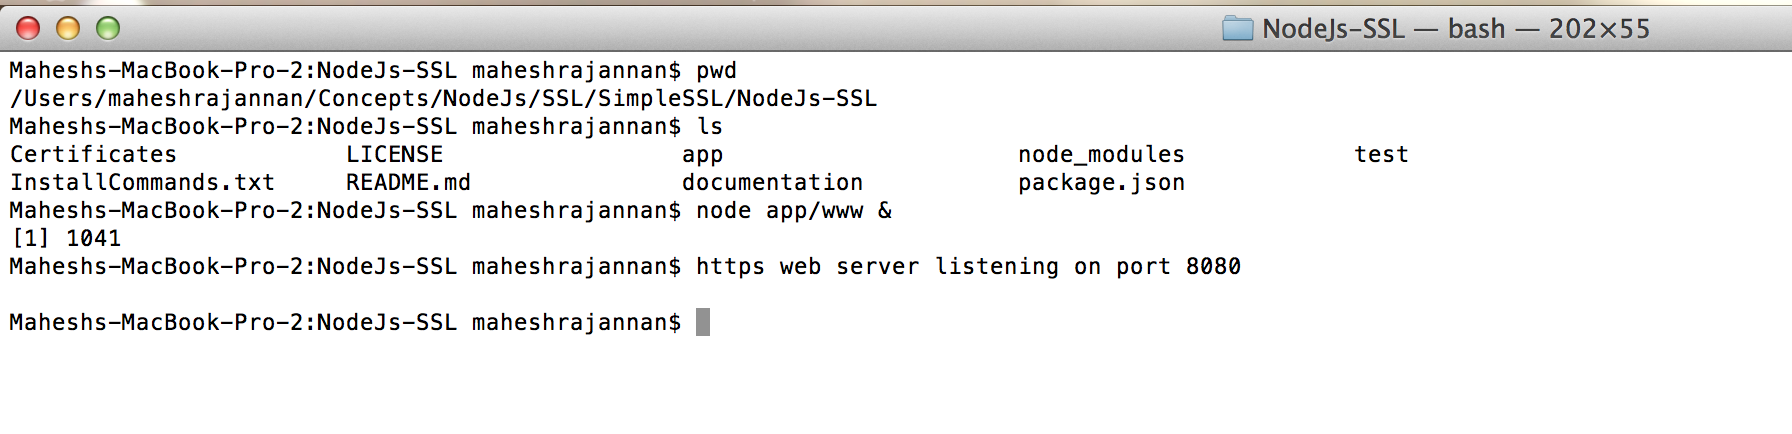 NodeJs-SSL — bash — 202×55
Maheshs-MacBook-Pro-2:NodeJs-SSL maheshrajannan$ pwd
/Users/maheshrajannan/Concepts/NodeJs/SSL/SimpleSSL/NodeJs-SSL
Maheshs-MacBook-Pro-2:NodeJs-SSL maheshrajannan$ ls
Certificates LICENSE app node_modules test
InstallCommands.txt README.md documentation package.json
Maheshs-MacBook-Pro-2:NodeJs-SSL maheshrajannan$ node app/www &
[1] 1041
Maheshs-MacBook-Pro-2:NodeJs-SSL maheshrajannan$ https web server listening on port 8080
Maheshs-MacBook-Pro-2:NodeJs-SSL maheshrajannan$